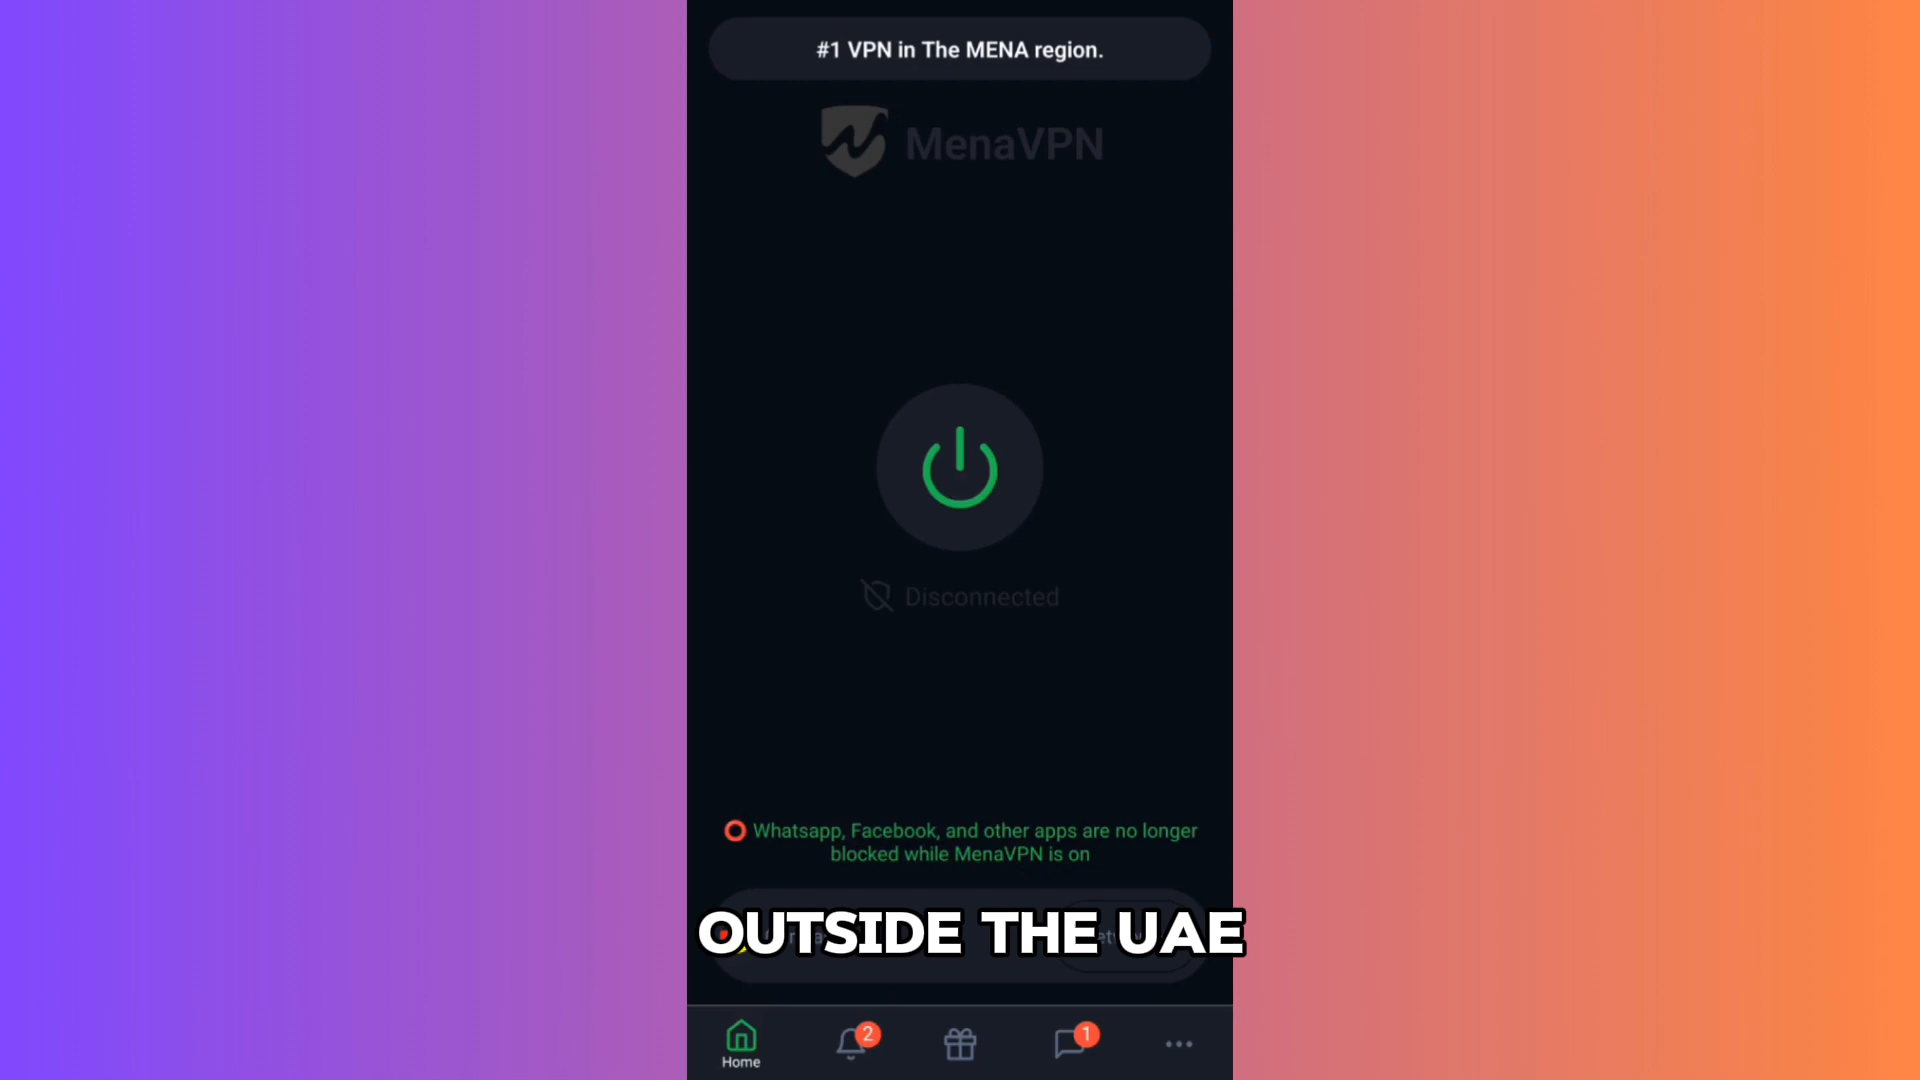 #1 VPN in The MENA region.
MenaVPN
Disconnected
Whatsapp, Facebook, and other apps are no longer
blocked while MenaVPN is on
OUTSIDE THE UAE
2
1
Home